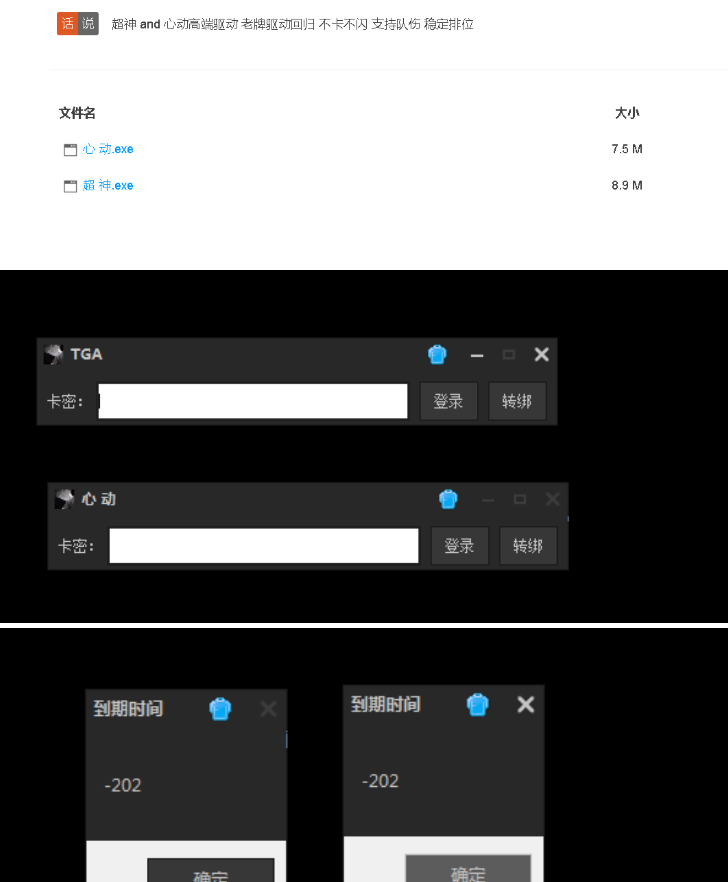 话说 超神 and 心动高端驱动 老牌驱动回归 不卡不闪 支持队伤 稳定排位
文件名 大小
心 动.exe 7.5 M
超 神.exe 8.9 M
TGA
卡密： 登录 转绑
心 动
卡密： 登录 转绑
到期时间 到期时间
-202 -202
确定 确定